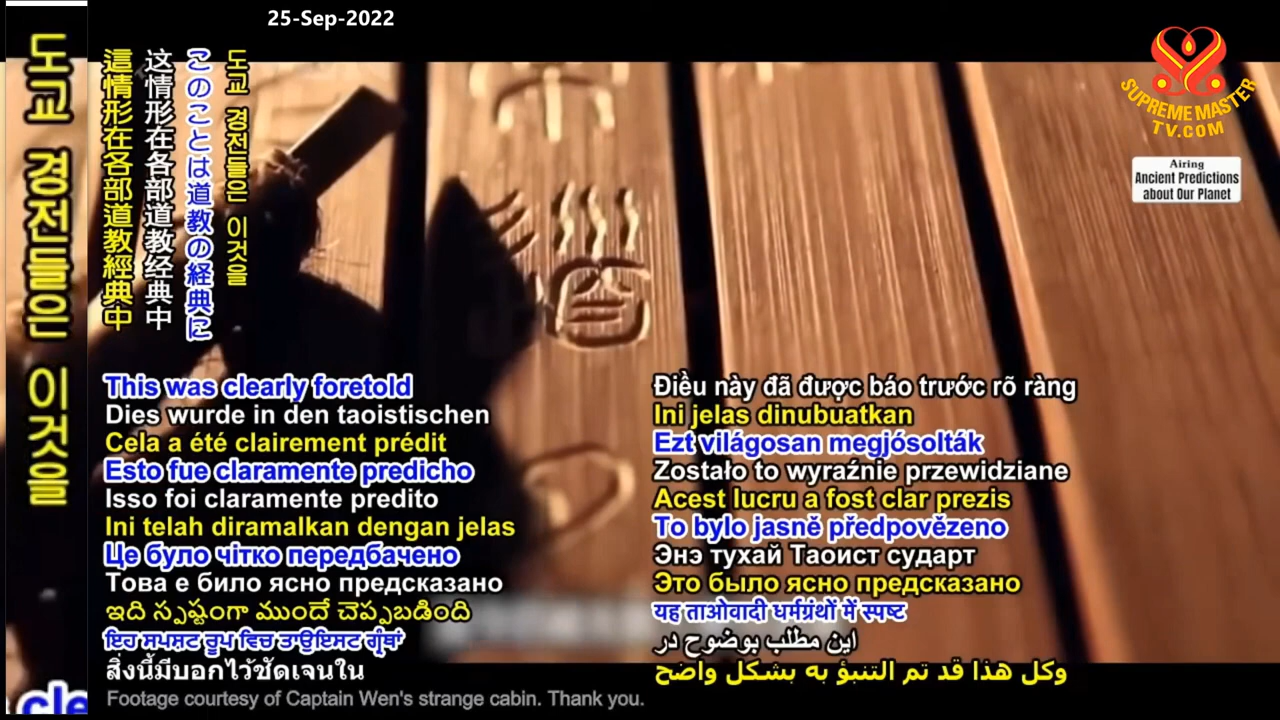 25-Sep-2022
SUPREME MASTER
TV.COM
Airing
Ancient Predictions
about Our Planet
도교 경전들은 이것을
這情形在各部道教經典中
这情形在各部道教经典中
このことは道教の経典に
도교 경전들은 이것을
This was clearly foretold
Dies wurde in den taoistischen
Cela a été clairement prédit
Esto fue claramente predicho
Isso foi claramente predito
Ini telah diramalkan dengan jelas
Це було чітко передбачено
Това е било ясно предсказано
ఇది స్పష్టంగా ముందే చెప్పబడింది
ਇਹ ਸਪਸ਼ਟ ਰੂਪ ਵਿਚ ਤਾਉਇਸਟ ਗ੍ਰੰਥਾਂ
สิ่งนี้มีบอกไว้ชัดเจนใน
Điều này đã được báo trước rõ ràng
Ini jelas dinubuatkan
Ezt világosan megjósolták
Zostało to wyraźnie przewidziane
Acest lucru a fost clar prezis
To bylo jasně předpovězeno
Энэ тухай Таоист сударт
Это было ясно предсказано
यह ताओवादी धर्मग्रंथों में स्पष्ट
این مطلب بوضوح در
وكل هذا قد تم التنبؤ به بشكل واضح
Footage courtesy of Captain Wen's strange cabin. Thank you.
cle